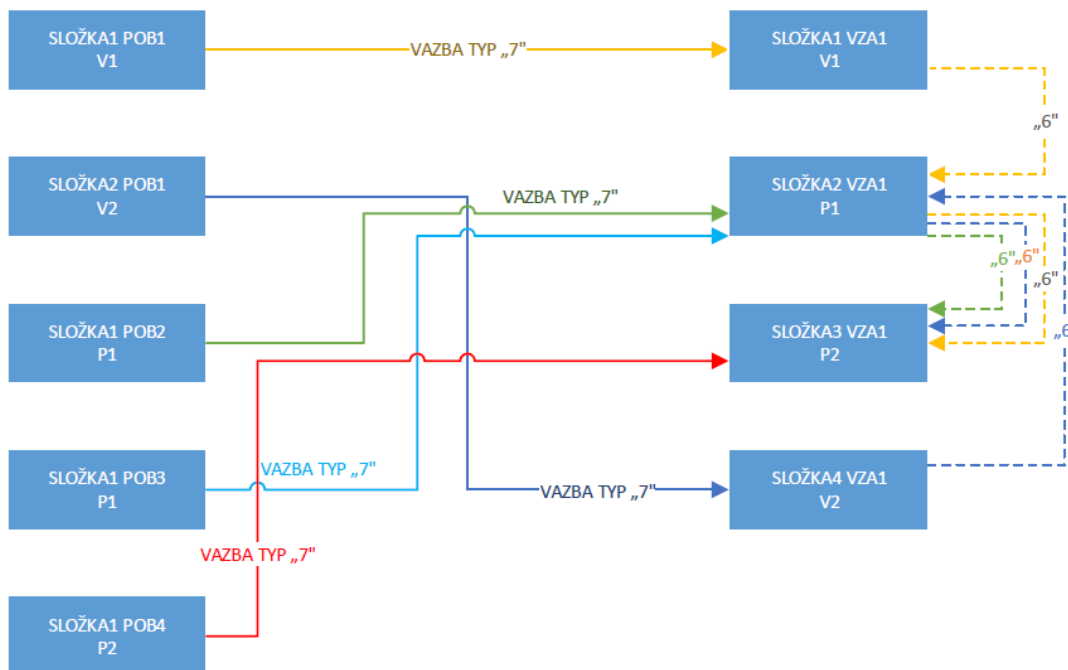 SLOŽKA1 POB1
V1
VAZBA TYP „7"
SLOŽKA1 VZA1
V1
„6"
SLOŽKA2 POB1
V2
VAZBA TYP „7"
SLOŽKA2 VZA1
P1
„6"
„6"
„6"
SLOŽKA1 POB2
P1
SLOŽKA3 VZA1
P2
„6
SLOŽKA1 POB3
P1
VAZBA TYP „7"
VAZBA TYP „7"
SLOŽKA4 VZA1
V2
VAZBA TYP „7"
SLOŽKA1 POB4
P2